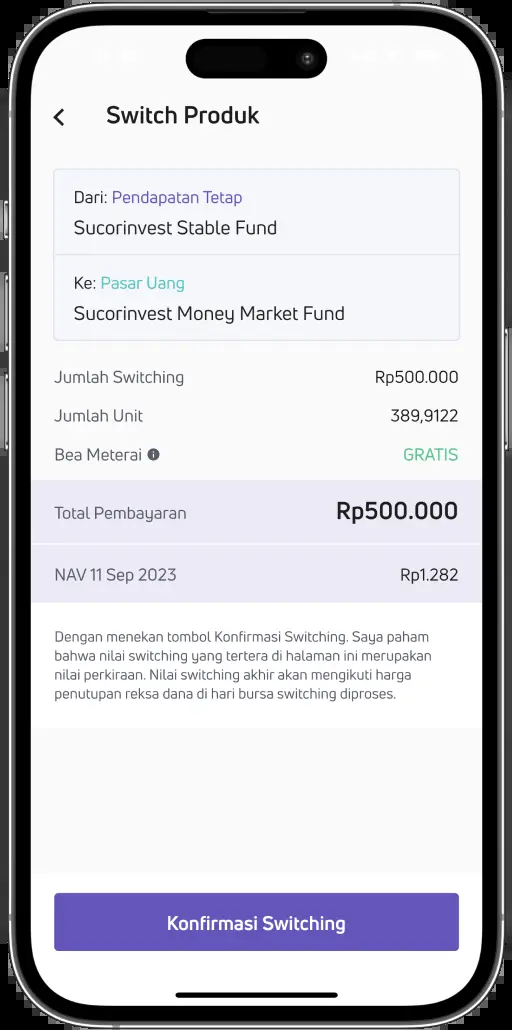 Switch Produk
Dari: Pendapatan Tetap
Sucorinvest Stable Fund
Ke: Pasar Uang
Sucorinvest Money Market Fund
Jumlah Switching Rp500.000
Jumlah Unit 389,9122
Bea Meterai GRATIS
Total Pembayaran Rp500.000
NAV 11 Sep 2023 Rp1.282
Dengan menekan tombol Konfirmasi Switching. Saya paham
bahwa nilai switching yang tertera di halaman ini merupakan
nilai perkiraan. Nilai switching akhir akan mengikuti harga
penutupan reksa dana di hari bursa switching diproses.
Konfirmasi Switching